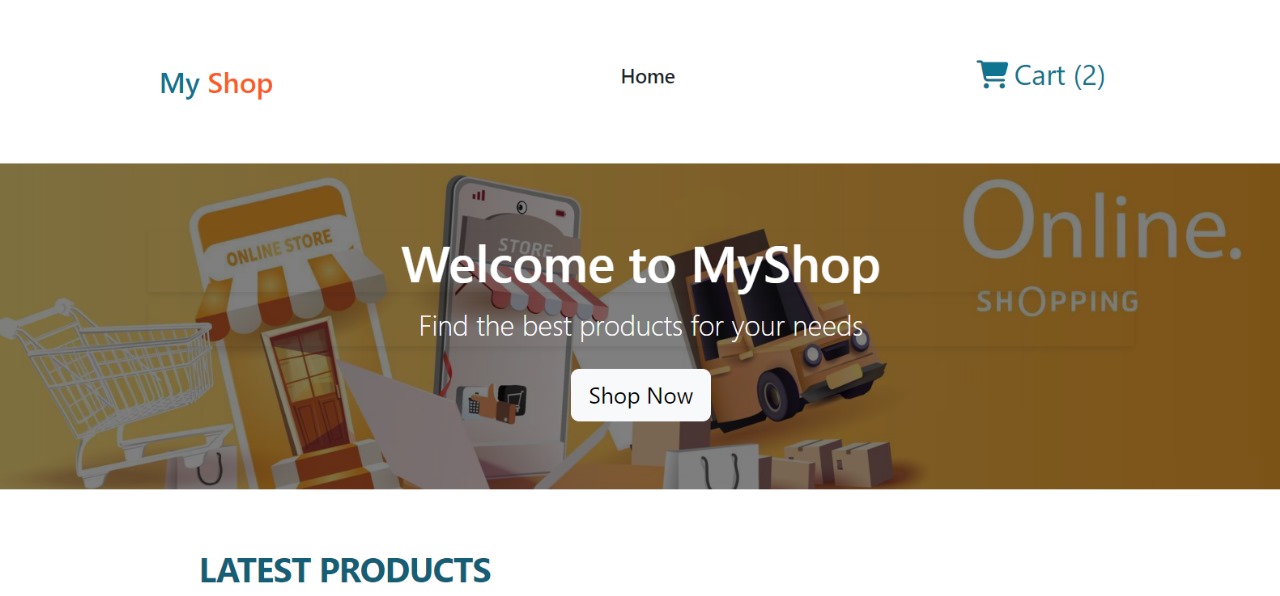 My Shop
Home
Cart (2)
Online.
SHOPPING
ONLINE STORE
STORE
Welcome to MyShop
Find the best products for your needs
Shop Now
LATEST PRODUCTS